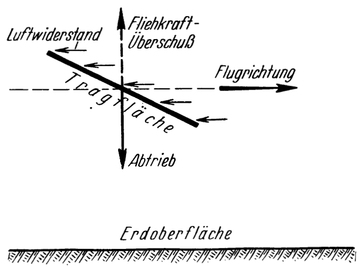 Luftwiderstand
Fliehkraft-
Überschuß
Flugrichtung
Tragfläche
Abtrieb
Erdoberfläche